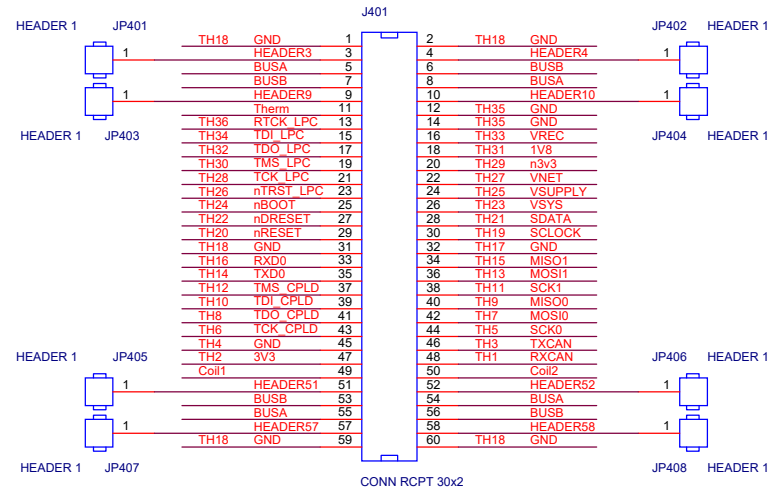 J401
HEADER 1 JP401 JP402 HEADER 1
TH18 GND 1 2 TH18 GND
HEADER3 3 4 HEADER4
1 1
BUSA 5 6 BUSB
BUSB 7 8 BUSA
HEADER9 9 10 HEADER10
1 1
Therm 11 12 TH35 GND
TH36 RTCK_LPC 13 14 TH35 GND
HEADER 1 JP403 JP404 HEADER 1
TH34 TDI_LPC 15 16 TH33 VREC
TH32 TDO_LPC 17 18 TH31 1V8
TH30 TMS_LPC 19 20 TH29 n3v3
TH28 TCK_LPC 21 22 TH27 VNET
TH26 nTRST_LPC 23 24 TH25 VSUPPLY
TH24 nBOOT 25 26 TH23 VSYS
TH22 nDRESET 27 28 TH21 SDATA
TH20 nRESET 29 30 TH19 SCLOCK
TH18 GND 31 32 TH17 GND
TH16 RXD0 33 34 TH15 MISO1
TH14 TXD0 35 36 TH13 MOSI1
TH12 TMS_CPLD 37 38 TH11 SCK1
TH10 TDI_CPLD 39 40 TH9 MISO0
TH8 TDO_CPLD 41 42 TH7 MOSI0
TH6 TCK_CPLD 43 44 TH5 SCK0
TH4 GND 45 46 TH3 TXCAN
TH2 3V3 47 48 TH1 RXCAN
HEADER 1 JP405 JP406 HEADER 1
Coil1 49 50 Coil2
HEADER51 51 52 HEADER52
1 1
BUSB 53 54 BUSA
BUSA 55 56 BUSB
HEADER57 57 58 HEADER58
1 1
TH18 GND 59 60 TH18 GND
HEADER 1 JP407 JP408 HEADER 1
CONN RCPT 30x2